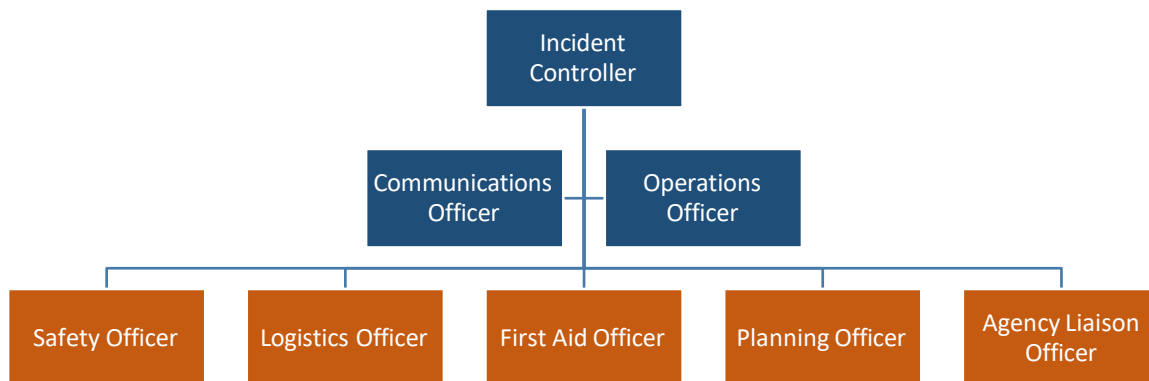 Incident
Controller
Communications
Officer
Operations
Officer
Safety Officer
Logistics Officer
First Aid Officer
Planning Officer
Agency Liaison
Officer